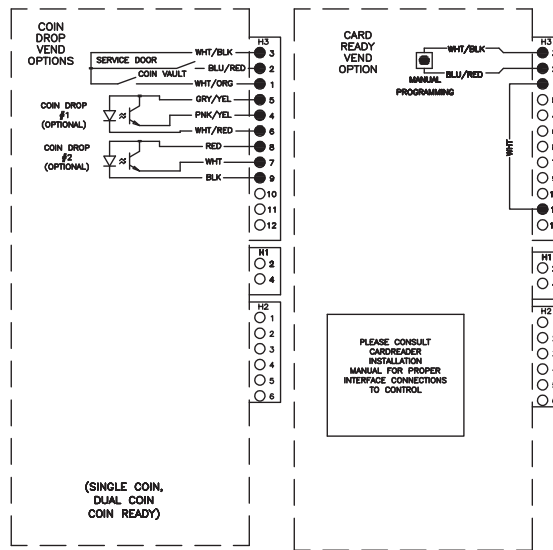 COIN
DROP
VEND
OPTIONS
H3
WHT/BLK 3
SERVICE DOOR
BLU/RED 2
COIN VAULT
WHT/ORG 1
GRY/YEL 5
COIN DROP
#1
(OPTIONAL)
PNK/YEL 4
WHT/RED 6
RED 8
COIN DROP
#2
(OPTIONAL)
WHT 7
BLK 9
10
11
12
H1
2
4
H2
1
2
3
4
5
6
(SINGLE COIN,
DUAL COIN
COIN READY)
CARD
READY
VEND
OPTION
H3
WHT/BLK
BLU/RED
MANUAL
PROGRAMMING
WHT
H1
H2
PLEASE CONSULT
CARDREADER
INSTALLATION
MANUAL FOR PROPER
INTERFACE CONNECTIONS
TO CONTROL